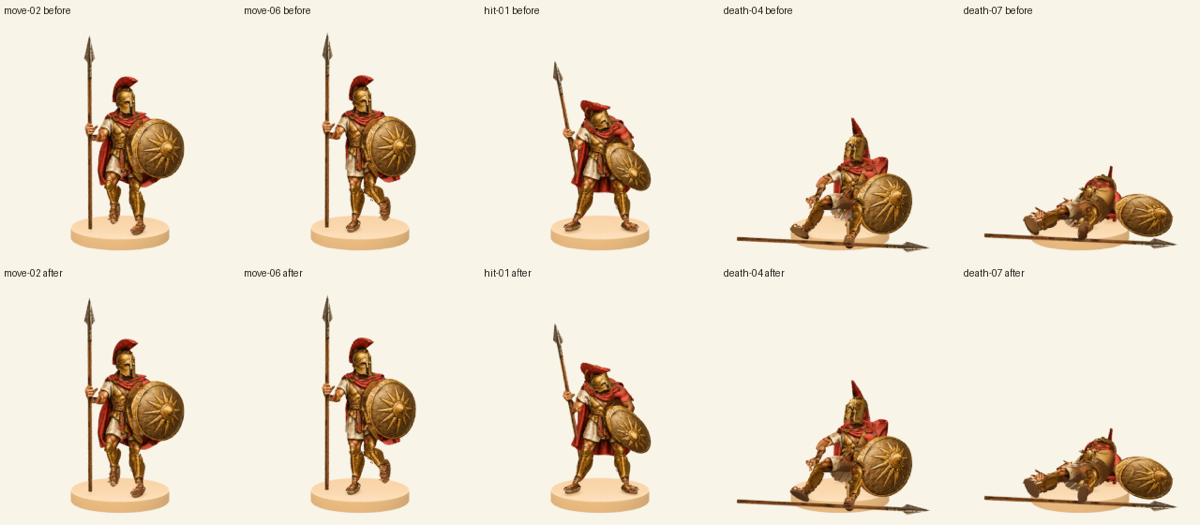 move-02 before
move-06 before
hit-01 before
death-04 before
death-07 before
move-02 after
move-06 after
hit-01 after
death-04 after
death-07 after